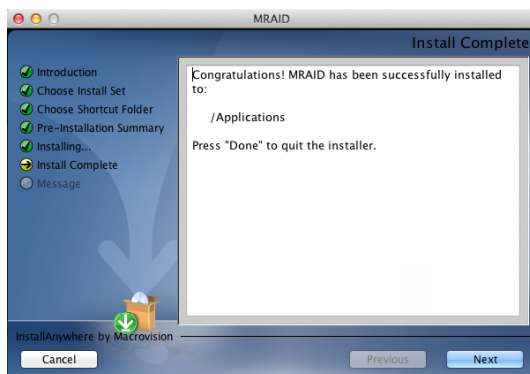 MRAID
Install Complete
Introduction
Choose Install Set
Choose Shortcut Folder
Pre-Installation Summary
Installing...
Install Complete
Message
Congratulations! MRAID has been successfully installed
to:
/Applications
Press "Done" to quit the installer.
InstallAnywhere by Macrovision
Cancel
Previous
Next